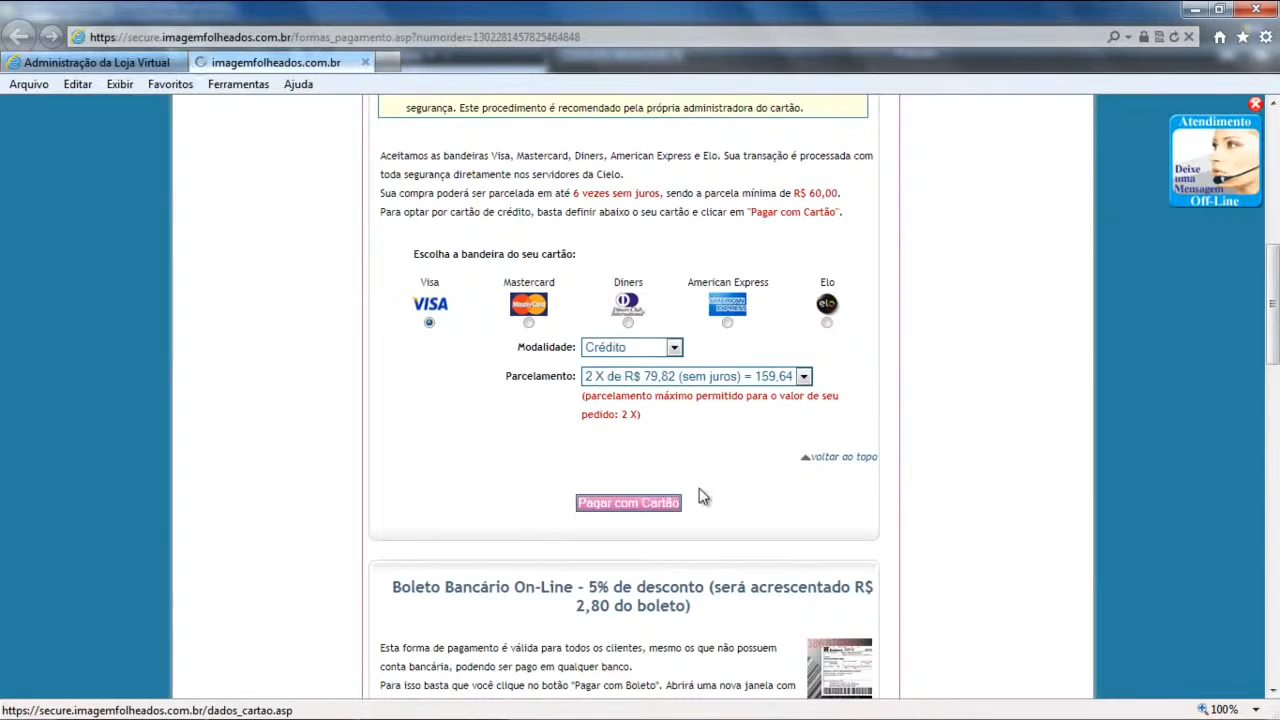 https://secure.imagemfolheados.com.br/formas_pagamento.asp?numorder=1302281457825464848
Administração da Loja Virtual
imagemfolheados.com.br
Arquivo Editar Exibir Favoritos Ferramentas Ajuda
segurança. Este procedimento é recomendado pela própria administradora do cartão.
Atendimento
Deixe
uma
Mensagem
Off-Line
Aceitamos as bandeiras Visa, Mastercard, Diners, American Express e Elo. Sua transação é processada com
toda segurança diretamente nos servidores da Cielo.
Sua compra poderá ser parcelada em até 6 vezes sem juros, sendo a parcela mínima de R$ 60,00.
Para optar por cartão de crédito, basta definir abaixo o seu cartão e clicar em "Pagar com Cartão".
Escolha a bandeira do seu cartão:
Visa Mastercard Diners American Express Elo
VISA MasterCard Diners Club International AMERICAN EXPRESS elo
Modalidade: Crédito
Parcelamento: 2 X de R$ 79,82 (sem juros) = 159,64
(parcelamento máximo permitido para o valor de seu
pedido: 2 X)
voltar ao topo
Pagar com Cartão
Boleto Bancário On-Line - 5% de desconto (será acrescentado R$
2,80 do boleto)
Esta forma de pagamento é válida para todos os clientes, mesmo os que não possuem
conta bancária, podendo ser pago em qualquer banco.
Para isso basta que você clique no botão "Pagar com Boleto". Abrirá uma nova janela com
https://secure.imagemfolheados.com.br/dados_cartao.asp
100%